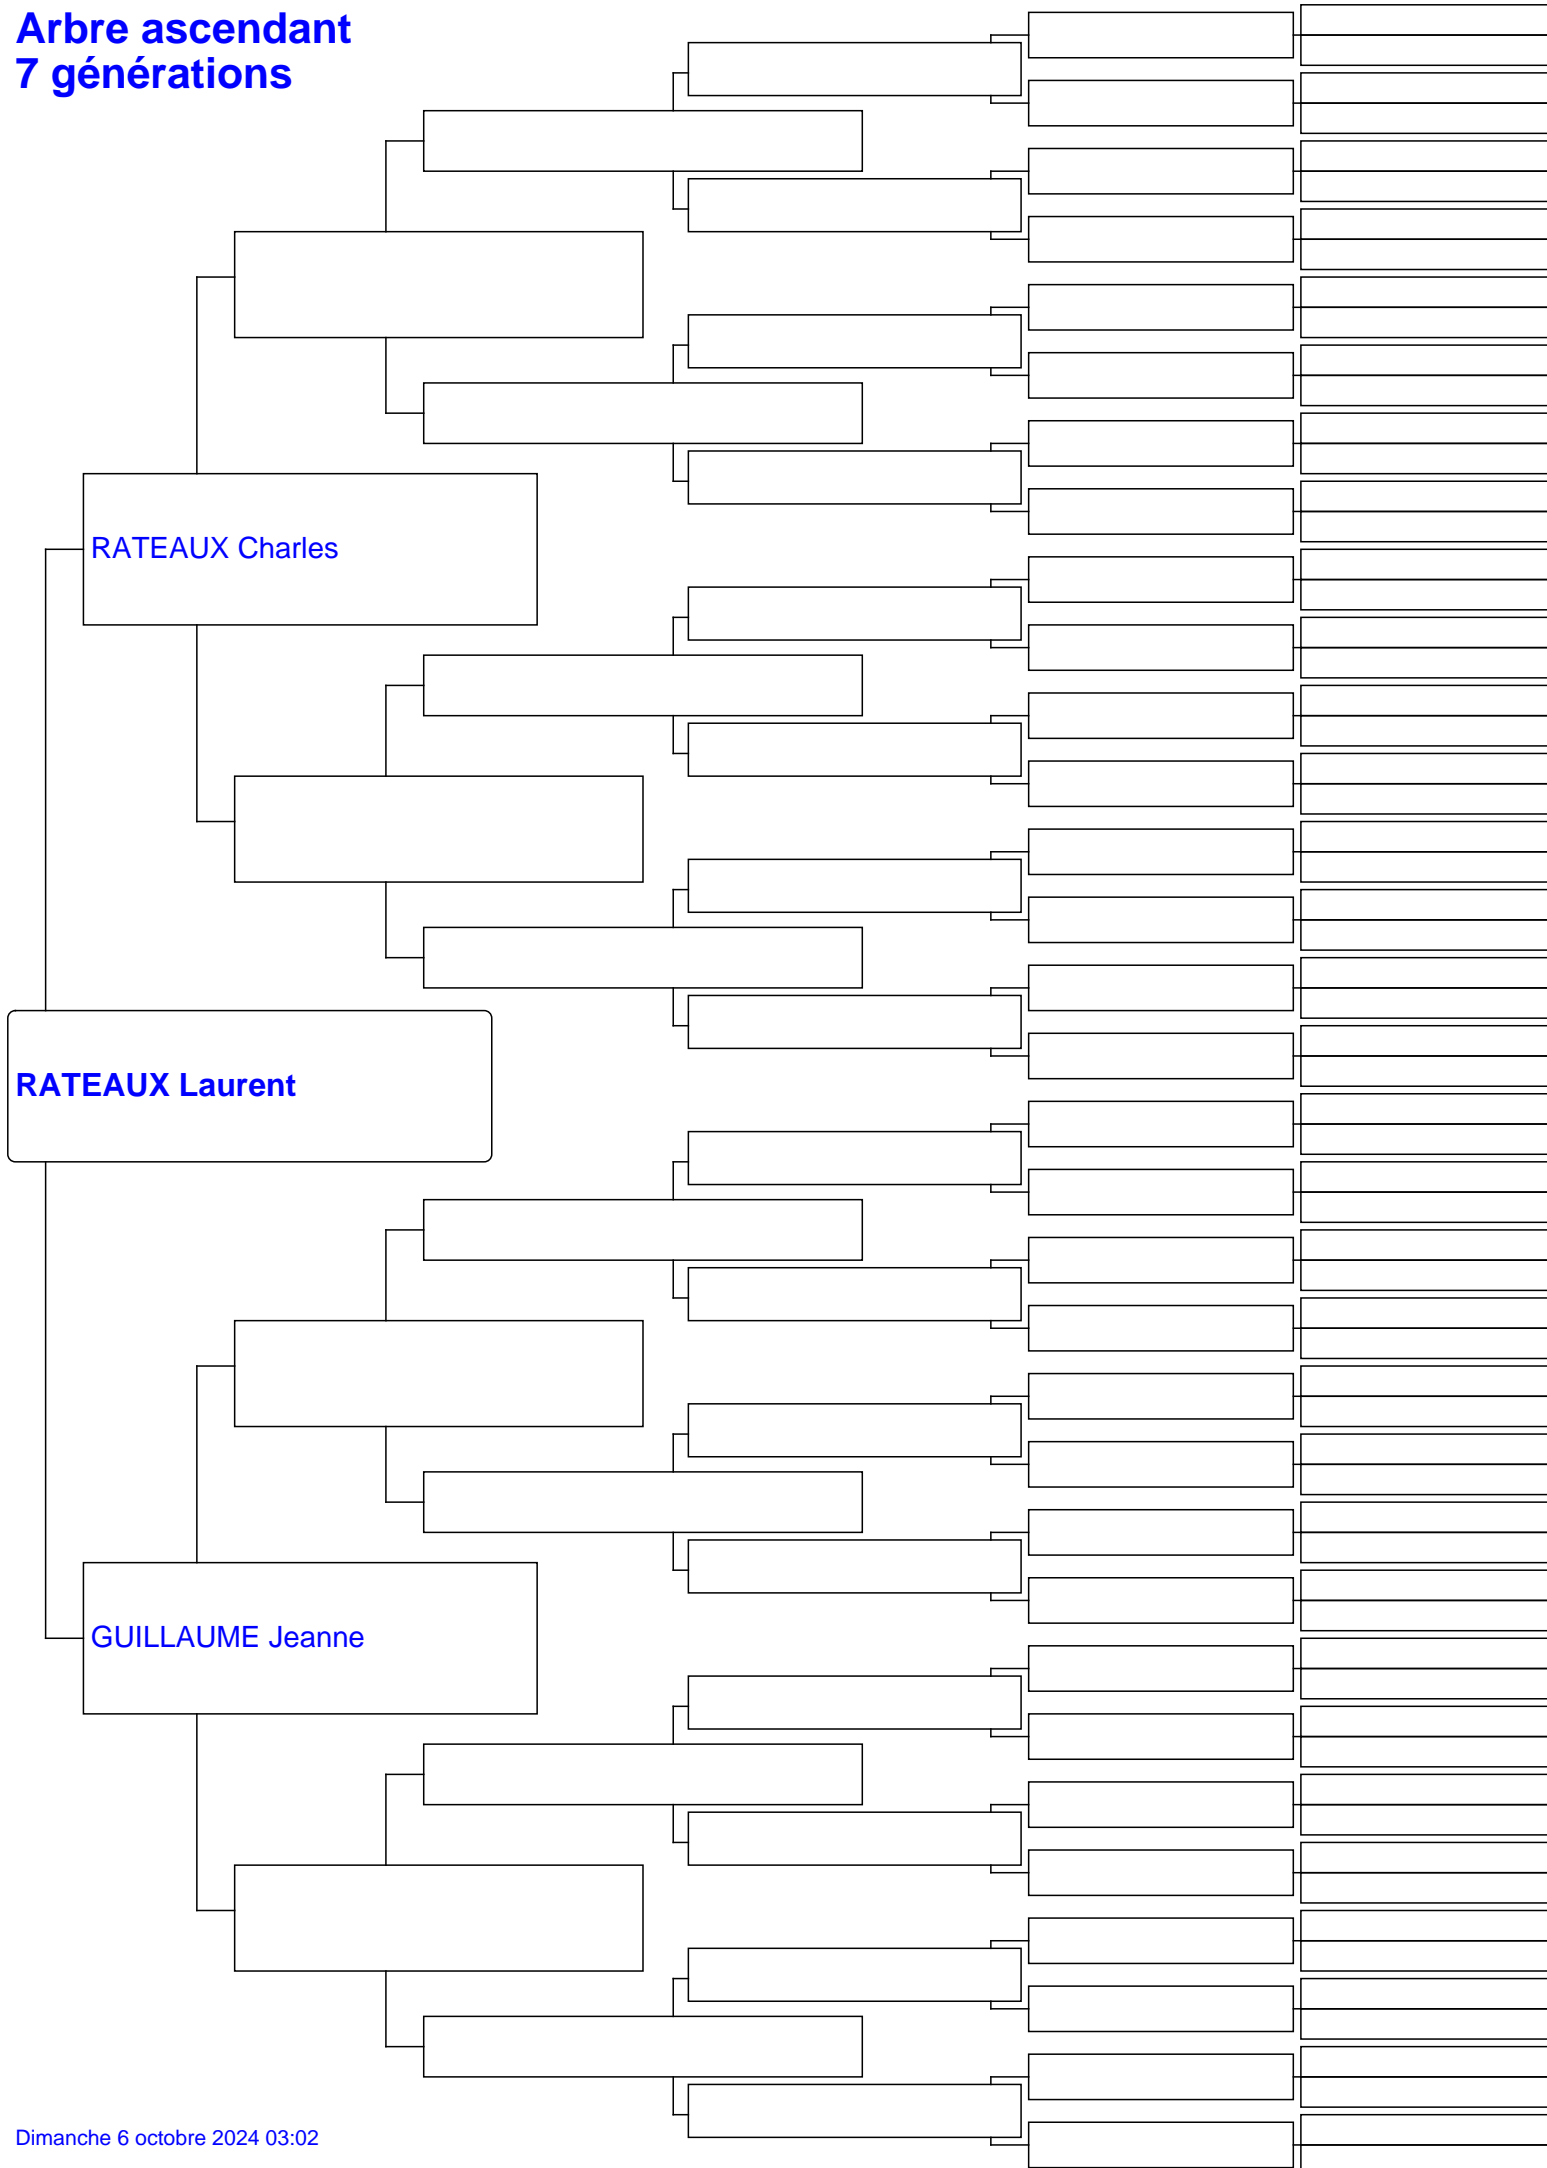 Arbre ascendant
7 générations
RATEAUX Charles
RATEAUX Laurent
GUILLAUME Jeanne
Dimanche 6 octobre 2024 03:02